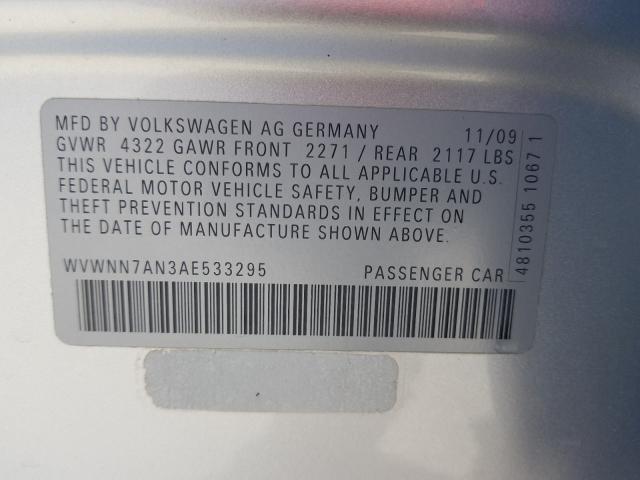 MFD BY VOLKSWAGEN AG GERMANY 11/09
GVWR 4322 GAWR FRONT 2271 / REAR 2117 LBS
THIS VEHICLE CONFORMS TO ALL APPLICABLE U.S.
FEDERAL MOTOR VEHICLE SAFETY, BUMPER AND
THEFT PREVENTION STANDARDS IN EFFECT ON
THE DATE OF MANUFACTURE SHOWN ABOVE.
WVWNN7AN3AE533295 PASSENGER CAR
4810355 1067 1